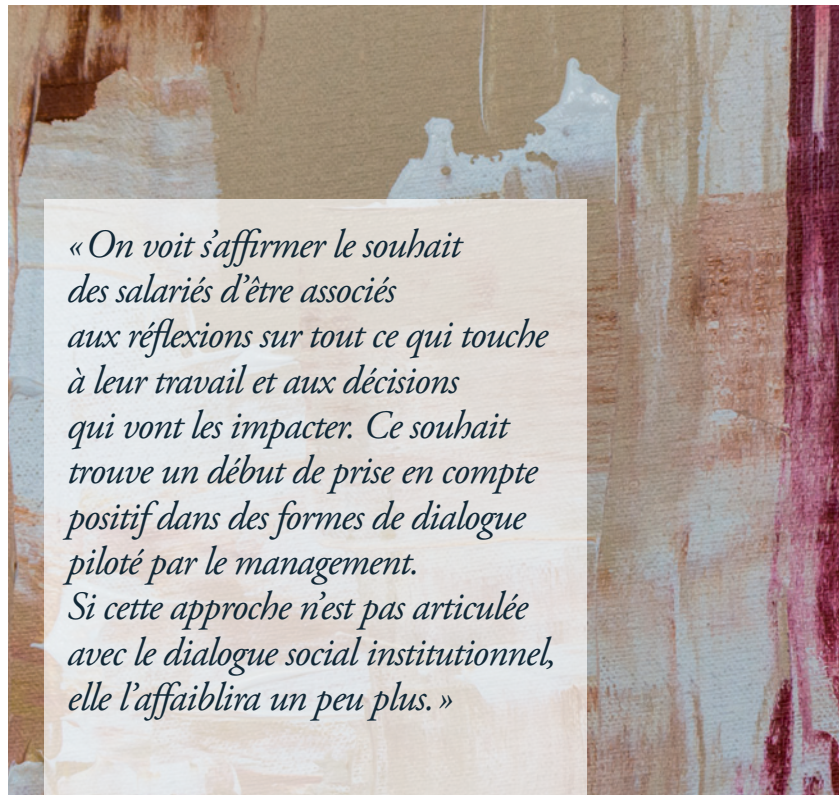 « On voit s’affirmer le souhait
des salariés d’être associés
aux réflexions sur tout ce qui touche
à leur travail et aux décisions
qui vont les impacter. Ce souhait
trouve un début de prise en compte
positif dans des formes de dialogue
piloté par le management.
Si cette approche n’est pas articulée
avec le dialogue social institutionnel,
elle l’affaiblira un peu plus. »